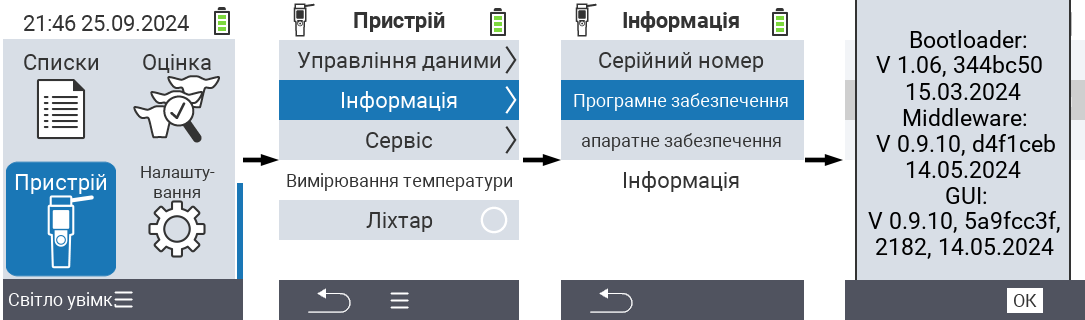 21:46 25.09.2024
Списки
Оцінка
Пристрій
Налашту-
вання
Світло увімк.
Пристрій
Управління даними
Інформація
Сервіс
Вимірювання температури
Ліхтар
Інформація
Серійний номер
Програмне забезпечення
апаратне забезпечення
Інформація
Bootloader:
V 1.06, 344bc50
15.03.2024
Middleware:
V 0.9.10, d4f1ceb
14.05.2024
GUI:
V 0.9.10, 5a9fcc3f,
2182, 14.05.2024
OK